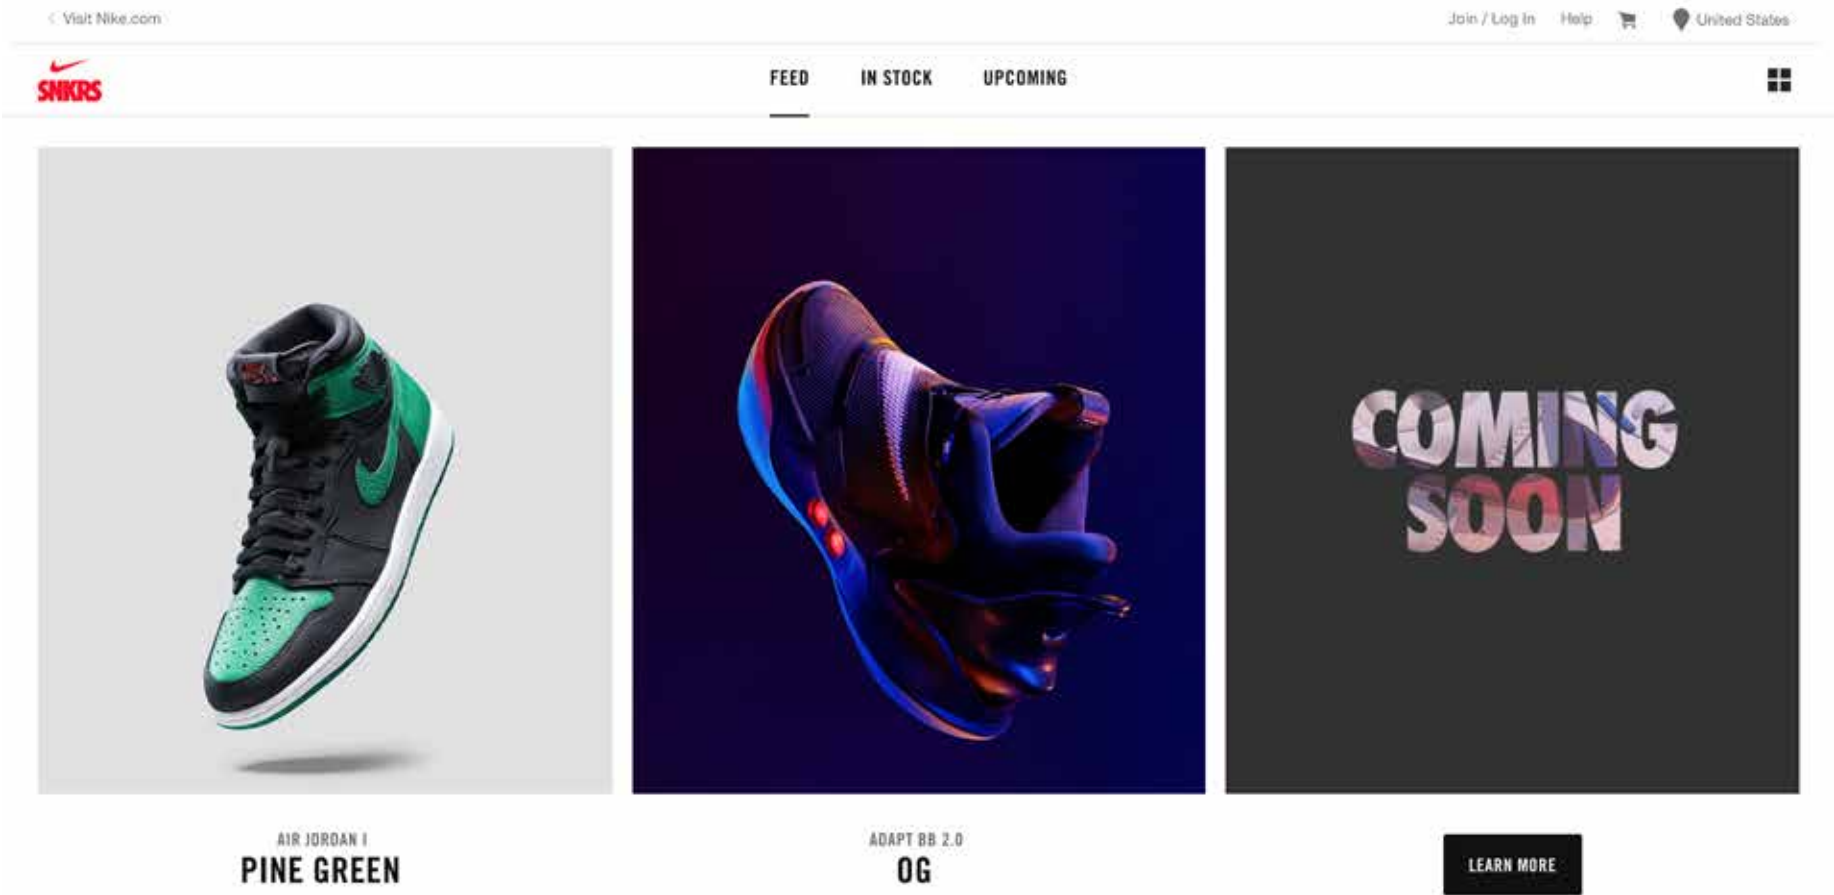 Visit Nike.com
Join / Log In Help United States
SNKRS
FEED IN STOCK UPCOMING
COMING
SOON
AIR JORDAN I
PINE GREEN
ADAPT BB 2.0
OG
LEARN MORE